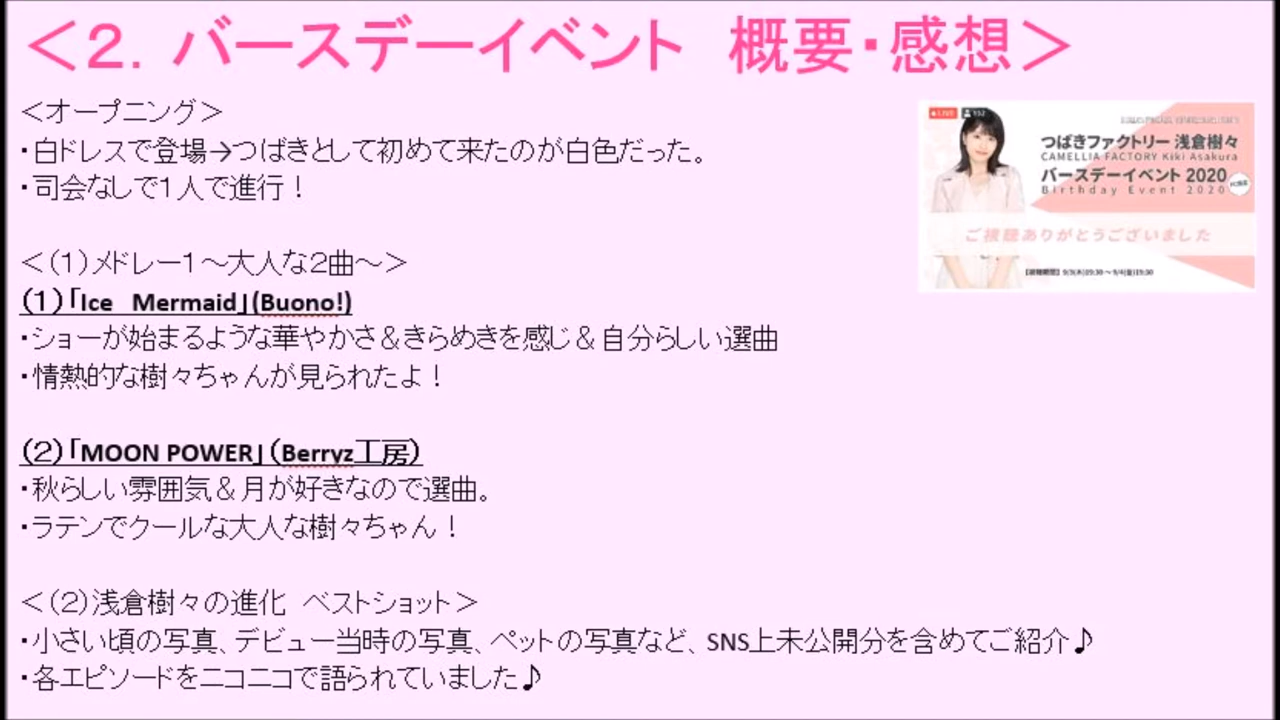 ＜２．バースデーイベント　概要・感想＞
＜オープニング＞
・白ドレスで登場→つばきとして初めて来たのが白色だった。
・司会なしで１人で進行！
LIVE
つばきファクトリー 浅倉樹々
CAMELLIA FACTORY Kiki Asakura
バースデーイベント 2020
Birthday Event 2020
ご視聴ありがとうございました
＜（１）メドレー１～大人な２曲～＞
（１）「Ice　Mermaid」(Buono!)
・ショーが始まるような華やかさ＆きらめきを感じ＆自分らしい選曲
・情熱的な樹々ちゃんが見られたよ！
（２）「MOON POWER」（Berryz工房）
・秋らしい雰囲気＆月が好きなので選曲。
・ラテンでクールな大人な樹々ちゃん！
＜（２）浅倉樹々の進化　ベストショット＞
・小さい頃の写真、デビュー当時の写真、ペットの写真など、SNS上未公開分を含めてご紹介♪
・各エピソードをニコニコで語られていました♪